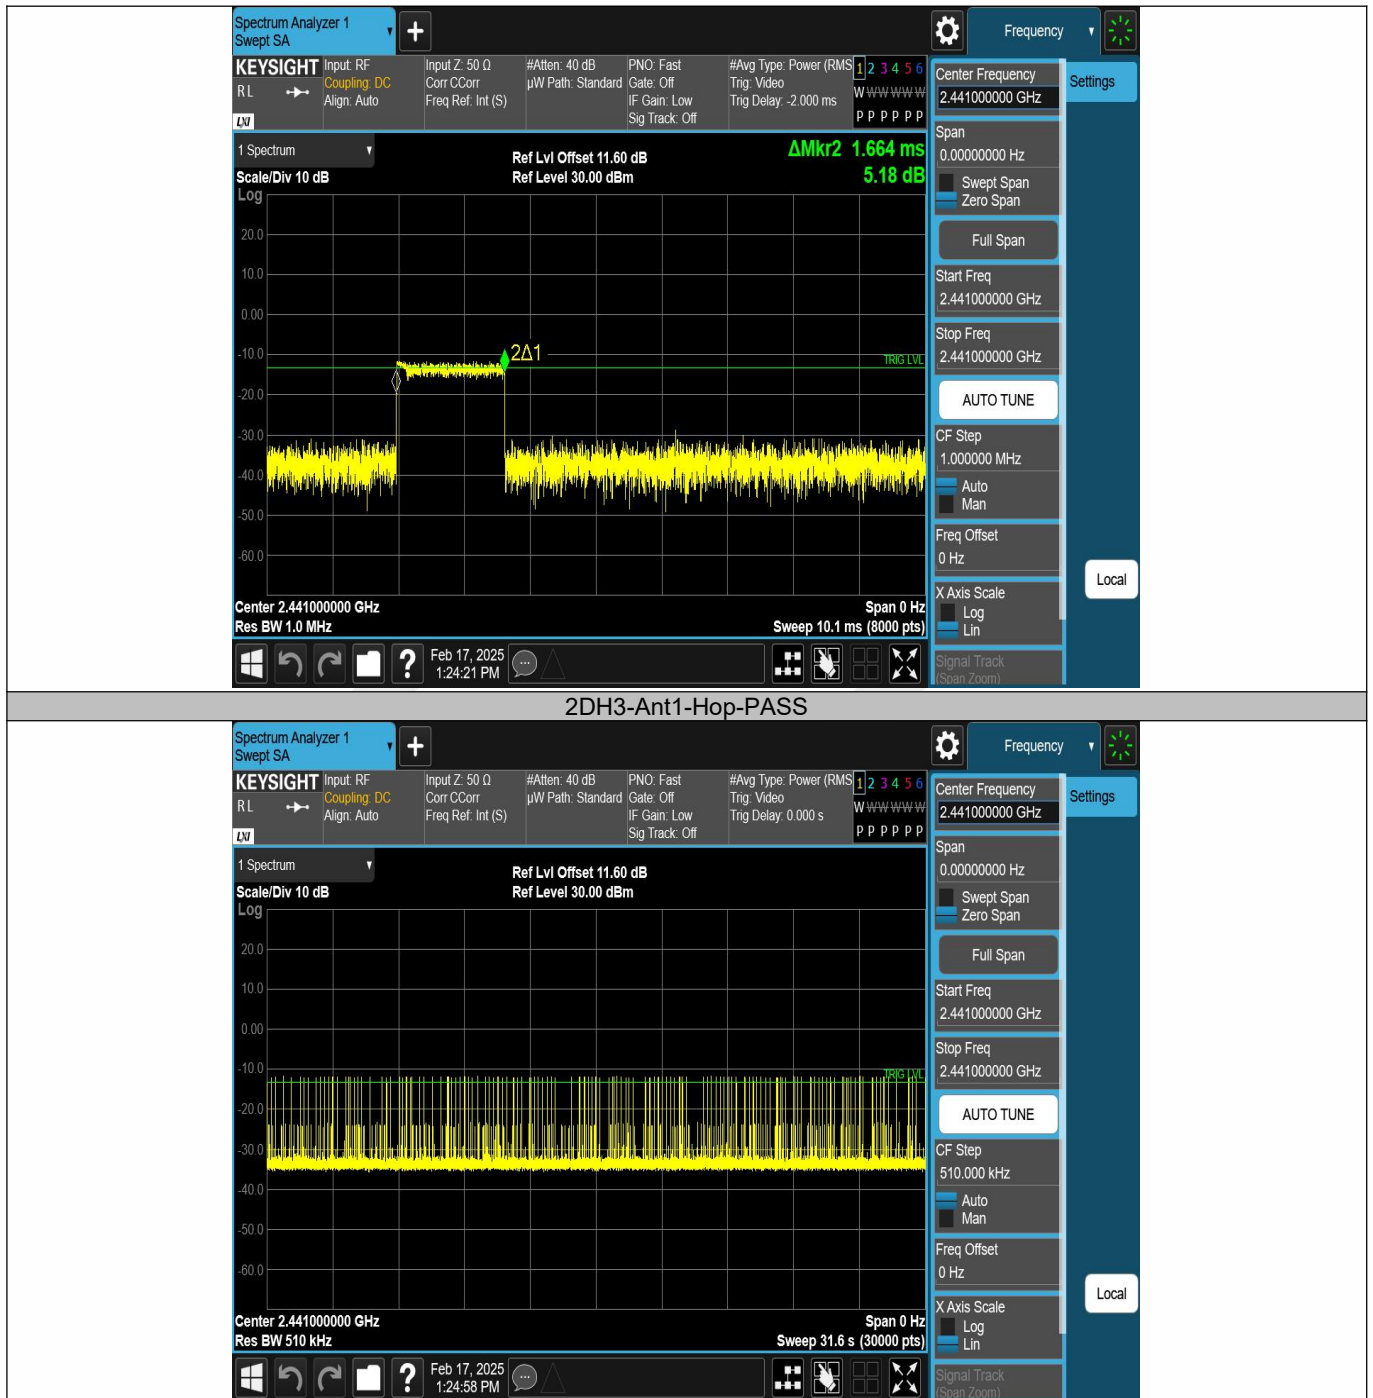 Spectrum Analyzer 1
Swept SA
Frequency
KEYSIGHT
R L
LXI
Input: RF
Coupling: DC
Align: Auto
Input Z: 50 Ω
Corr CCorr
Freq Ref: Int (S)
#Atten: 40 dB
µW Path: Standard
PNO: Fast
Gate: Off
IF Gain: Low
Sig Track: Off
#Avg Type: Power (RMS
Trig: Video
Trig Delay: -2.000 ms
1 2 3 4 5 6
W W W W W W
P P P P P P
1 Spectrum
Scale/Div 10 dB
Log
Ref Lvl Offset 11.60 dB
Ref Level 30.00 dBm
ΔMkr2 1.664 ms
5.18 dB
20.0
10.0
0.00
-10.0
-20.0
-30.0
-40.0
-50.0
-60.0
2Δ1
TRIG LVL
Center 2.441000000 GHz
Res BW 1.0 MHz
Span 0 Hz
Sweep 10.1 ms (8000 pts)
Feb 17, 2025
1:24:21 PM
Center Frequency
2.441000000 GHz
Settings
Span
0.00000000 Hz
Swept Span
Zero Span
Full Span
Start Freq
2.441000000 GHz
Stop Freq
2.441000000 GHz
AUTO TUNE
CF Step
1.000000 MHz
Auto
Man
Freq Offset
0 Hz
X Axis Scale
Log
Lin
Signal Track
(Span Zoom)
Local
2DH3-Ant1-Hop-PASS
Spectrum Analyzer 1
Swept SA
Frequency
KEYSIGHT
R L
LXI
Input: RF
Coupling: DC
Align: Auto
Input Z: 50 Ω
Corr CCorr
Freq Ref: Int (S)
#Atten: 40 dB
µW Path: Standard
PNO: Fast
Gate: Off
IF Gain: Low
Sig Track: Off
#Avg Type: Power (RMS
Trig: Video
Trig Delay: 0.000 s
1 2 3 4 5 6
W W W W W W
P P P P P P
1 Spectrum
Scale/Div 10 dB
Log
Ref Lvl Offset 11.60 dB
Ref Level 30.00 dBm
20.0
10.0
0.00
-10.0
-20.0
-30.0
-40.0
-50.0
-60.0
TRIG LVL
Center 2.441000000 GHz
Res BW 510 kHz
Span 0 Hz
Sweep 31.6 s (30000 pts)
Feb 17, 2025
1:24:58 PM
Center Frequency
2.441000000 GHz
Settings
Span
0.00000000 Hz
Swept Span
Zero Span
Full Span
Start Freq
2.441000000 GHz
Stop Freq
2.441000000 GHz
AUTO TUNE
CF Step
510.000 kHz
Auto
Man
Freq Offset
0 Hz
X Axis Scale
Log
Lin
Signal Track
(Span Zoom)
Local